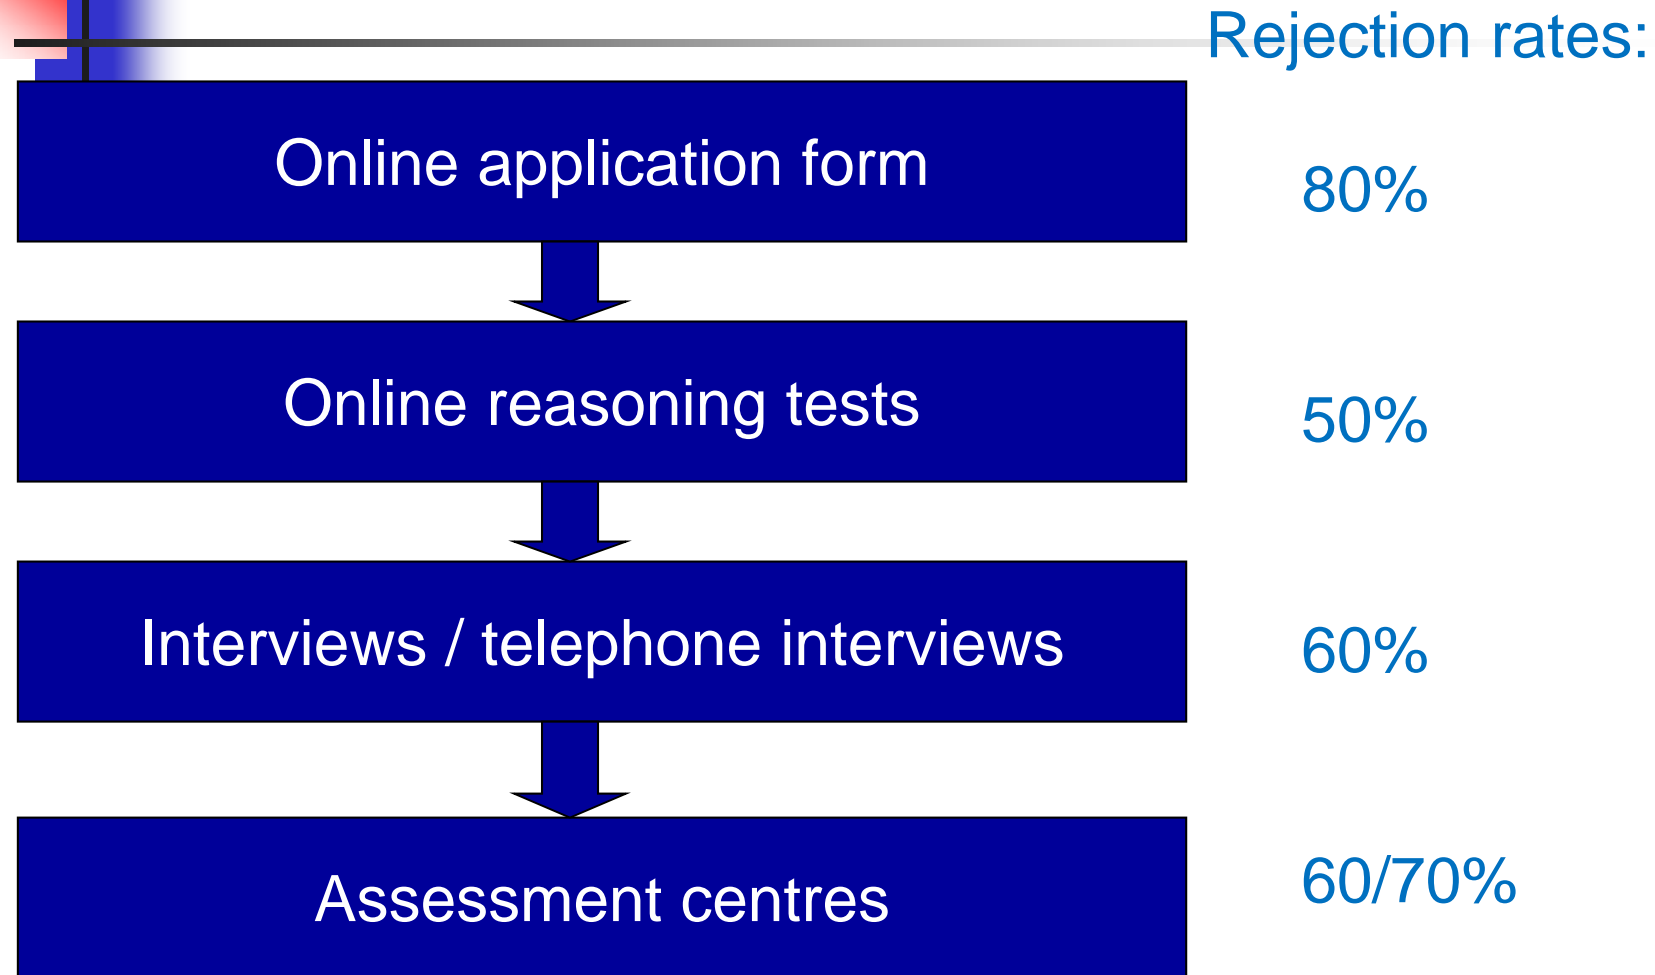 Rejection rates:
Online application form
80%
Online reasoning tests
50%
Interviews / telephone interviews
60%
Assessment centres
60/70%